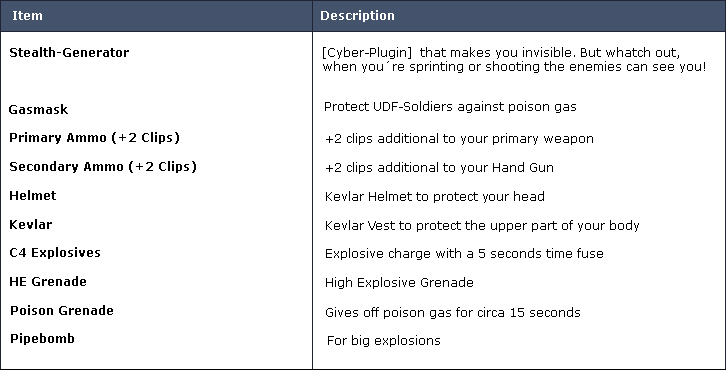 Item Description
Stealth-Generator [Cyber-Plugin] that makes you invisible. But whatch out,
when you´re sprinting or shooting the enemies can see you!
Gasmask Protect UDF-Soldiers against poison gas
Primary Ammo (+2 Clips) +2 clips additional to your primary weapon
Secondary Ammo (+2 Clips) +2 clips additional to your Hand Gun
Helmet Kevlar Helmet to protect your head
Kevlar Kevlar Vest to protect the upper part of your body
C4 Explosives Explosive charge with a 5 seconds time fuse
HE Grenade High Explosive Grenade
Poison Grenade Gives off poison gas for circa 15 seconds
Pipebomb For big explosions